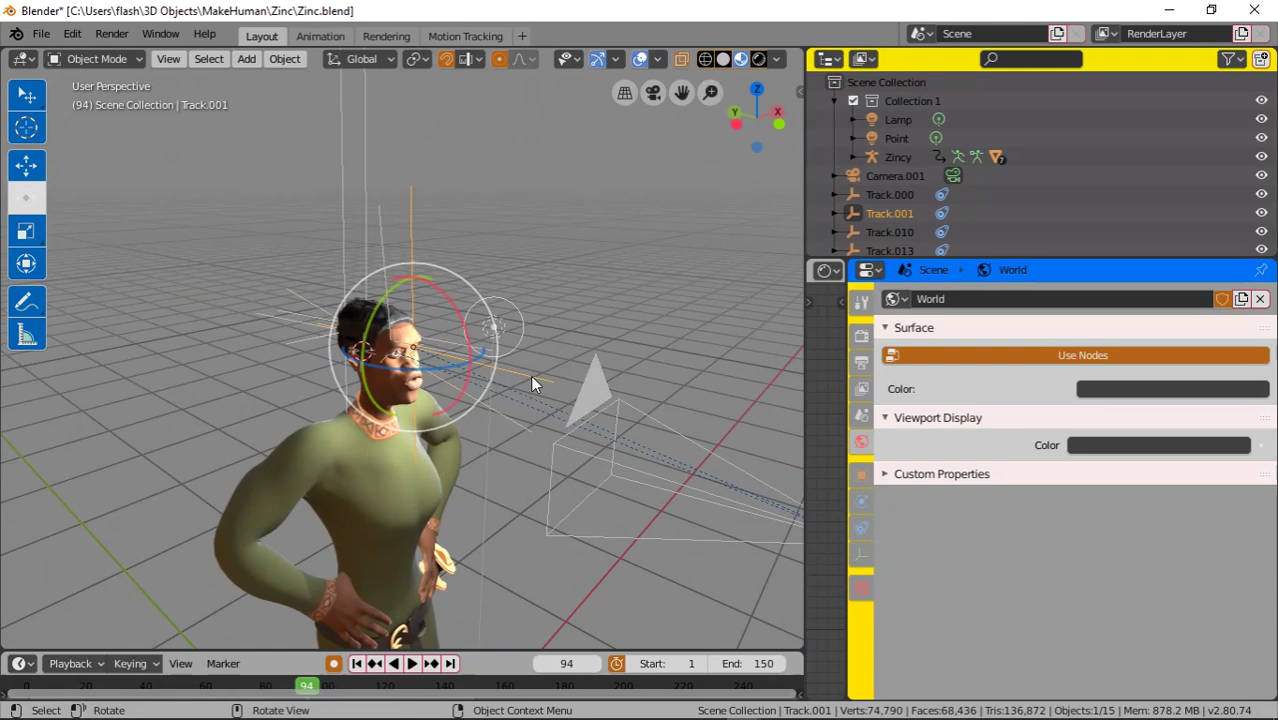 Blender* [C:\Users\flash\3D Objects\MakeHuman\Zinc\Zinc.blend]
File Edit Render Window Help Layout Animation Rendering Motion Tracking + Scene RenderLayer
Object Mode View Select Add Object Global
User Perspective
(94) Scene Collection | Track.001
Z
Y X
Scene Collection
Collection 1
Lamp
Point
Zincy 7
Camera.001
Track.000
Track.001
Track.010
Track.013
Scene World
World
Surface
Use Nodes
Color:
Viewport Display
Color
Custom Properties
Playback Keying View Marker 94 Start: 1 End: 150
0 20 40 60 80 94 00 120 140 160 180 200 220 240
Select Rotate Rotate View Object Context Menu Scene Collection | Track.001 | Verts:74,790 | Faces:68,436 | Tris:136,872 | Objects:1/15 | Mem: 878.2 MB | v2.80.74